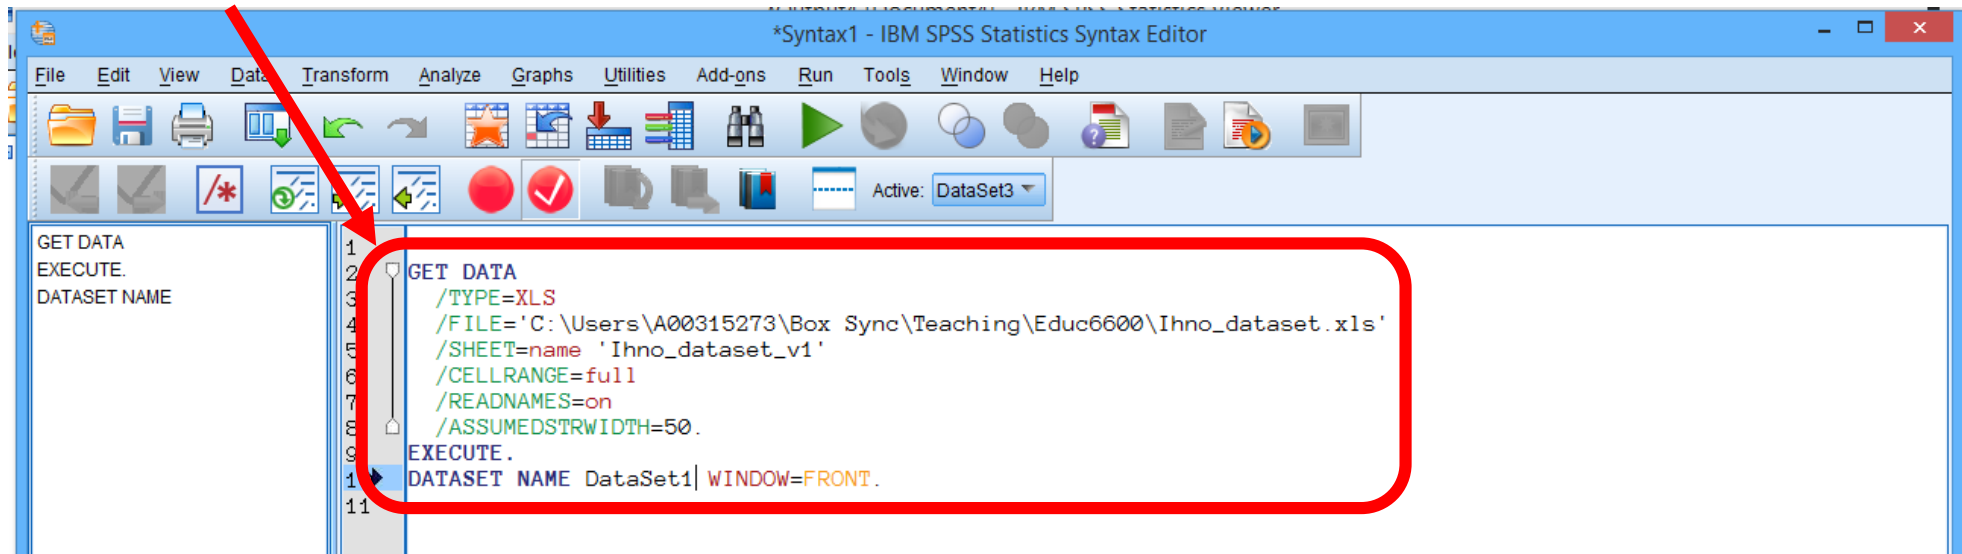 *Syntax1 - IBM SPSS Statistics Syntax Editor
File Edit View Data Transform Analyze Graphs Utilities Add-ons Run Tools Window Help
Active: DataSet3
GET DATA
EXECUTE.
DATASET NAME
1
2 GET DATA
3 /TYPE=XLS
4 /FILE='C:\Users\A00315273\Box Sync\Teaching\Educ6600\Ihno_dataset.xls'
5 /SHEET=name 'Ihno_dataset_v1'
6 /CELLRANGE=full
7 /READNAMES=on
8 /ASSUMEDSTRWIDTH=50.
9 EXECUTE.
DATASET NAME DataSet1 WINDOW=FRONT.
11